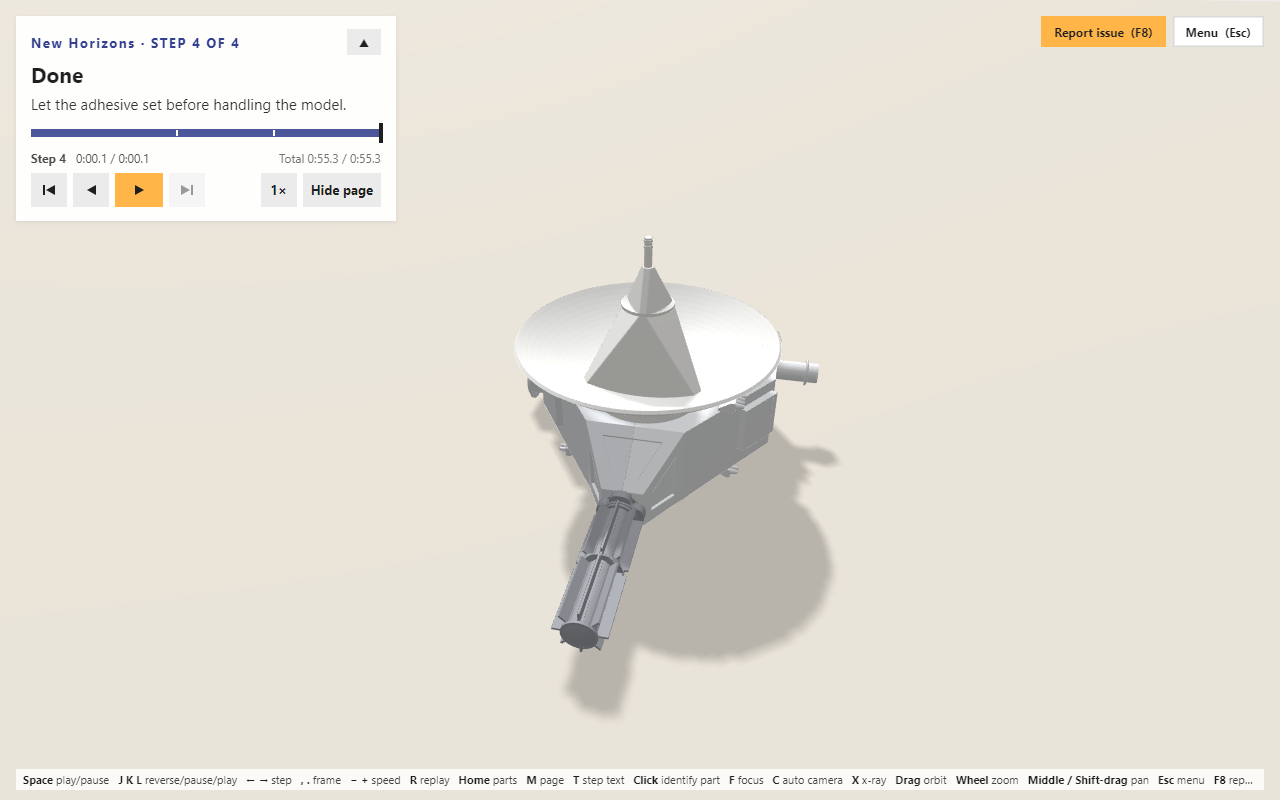 New Horizons · STEP 4 OF 4
▲
Report issue (F8)
Menu (Esc)
Done
Let the adhesive set before handling the model.
Step 4 0:00.1 / 0:00.1
Total 0:55.3 / 0:55.3
1×
Hide page
Space play/pause J K L reverse/pause/play ← → step , . frame − + speed R replay Home parts M page T step text Click identify part F focus C auto camera X x-ray Drag orbit Wheel zoom Middle / Shift-drag pan Esc menu F8 rep...